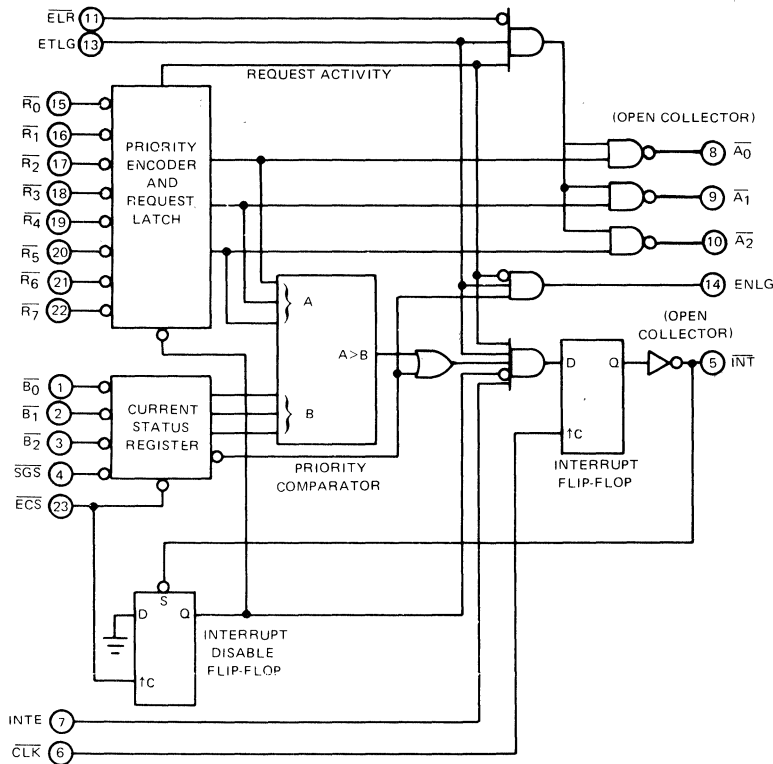 ELR 11
ETLG 13
REQUEST ACTIVITY
R0 15
R1 16
R2 17
R3 18
R4 19
R5 20
R6 21
R7 22
PRIORITY
ENCODER
AND
REQUEST
LATCH
(OPEN COLLECTOR)
8 A0
9 A1
10 A2
14 ENLG
(OPEN
COLLECTOR)
5 INT
A
A>B
B
PRIORITY
COMPARATOR
D Q
↑C
INTERRUPT
FLIP-FLOP
B0 1
B1 2
B2 3
SGS 4
ECS 23
CURRENT
STATUS
REGISTER
S
D Q
↑C
INTERRUPT
DISABLE
FLIP-FLOP
INTE 7
CLK 6